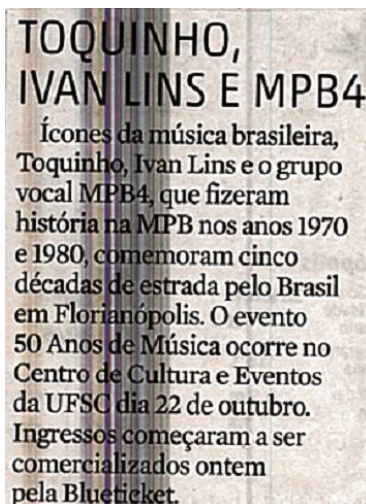 TOQUINHO,
IVAN LINS E MPB4
Ícones da música brasileira,
Toquinho, Ivan Lins e o grupo
vocal MPB4, que fizeram
história na MPB nos anos 1970
e 1980, comemoram cinco
décadas de estrada pelo Brasil
em Florianópolis. O evento
50 Anos de Música ocorre no
Centro de Cultura e Eventos
da UFSC dia 22 de outubro.
Ingressos começaram a ser
comercializados ontem
pela Blueticket.